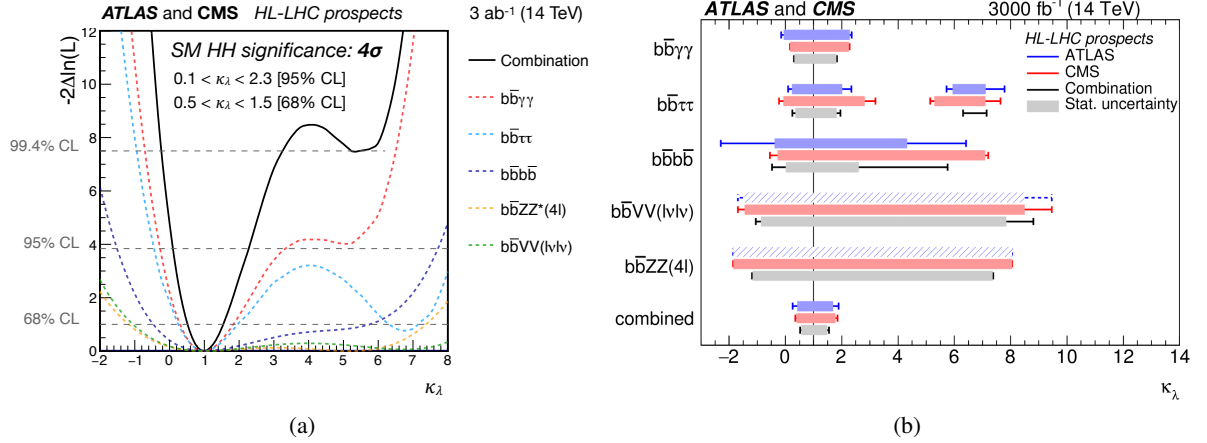 ATLAS and CMS HL-LHC prospects 3 ab⁻¹ (14 TeV)
-2Δln(L)
12
10
8
6
4
2
0
99.4% CL
95% CL
68% CL
SM HH significance: 4σ
0.1 < κλ < 2.3 [95% CL]
0.5 < κλ < 1.5 [68% CL]
−2 −1 0 1 2 3 4 5 6 7 8
κλ
Combination
bb̄γγ
bb̄ττ
bb̄bb̄
bb̄ZZ*(4l)
bb̄VV(lνlν)
(a)
ATLAS and CMS 3000 fb⁻¹ (14 TeV)
HL-LHC prospects
ATLAS
CMS
Combination
Stat. uncertainty
bb̄γγ
bb̄ττ
bb̄bb̄
bb̄VV(lνlν)
bb̄ZZ(4l)
combined
−2 0 2 4 6 8 10 12 14
κλ
(b)